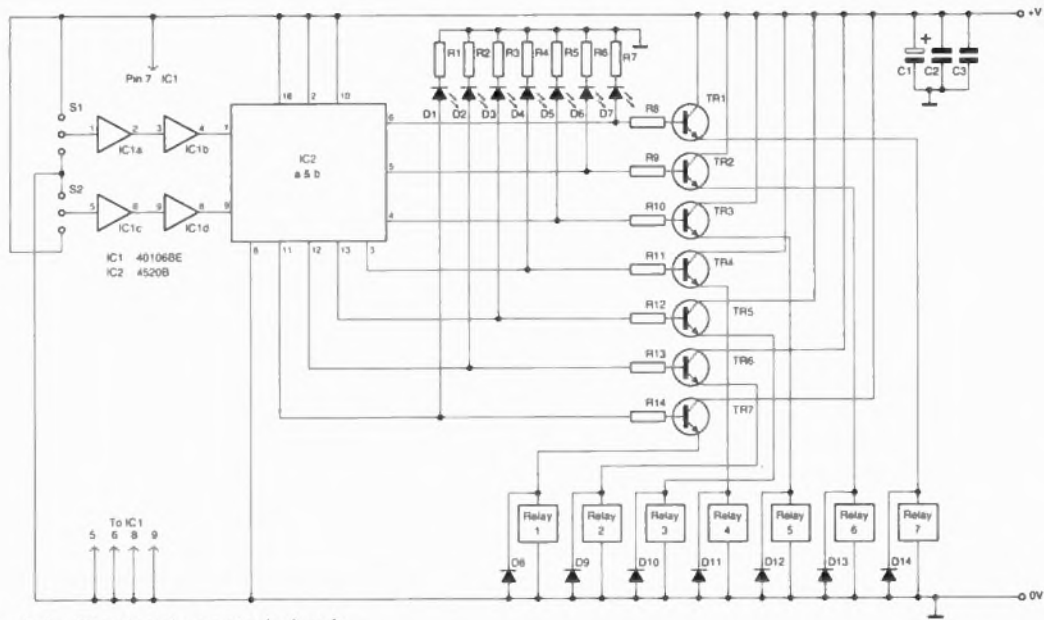 +V
R1 R2 R3 R4 R5 R6 R7
Pin 7 IC1
C1 + C2 C3
S1
D1 D2 D3 D4 D5 D6 D7
16 2 10
1 IC1a 2 3 IC1b 4 7
IC2
a & b
6 R8 TR1
5 R9 TR2
S2
5 IC1c 6 9 IC1d 8 9
4 R10 TR3
8 11 12 13 3
IC1 40106BE
IC2 4520B
R11 TR4
R12 TR5
R13 TR6
R14 TR7
Relay 1
Relay 2
Relay 3
Relay 4
Relay 5
Relay 6
Relay 7
To IC1
5 6 8 9
D8 D9 D10 D11 D12 D13 D14
0V